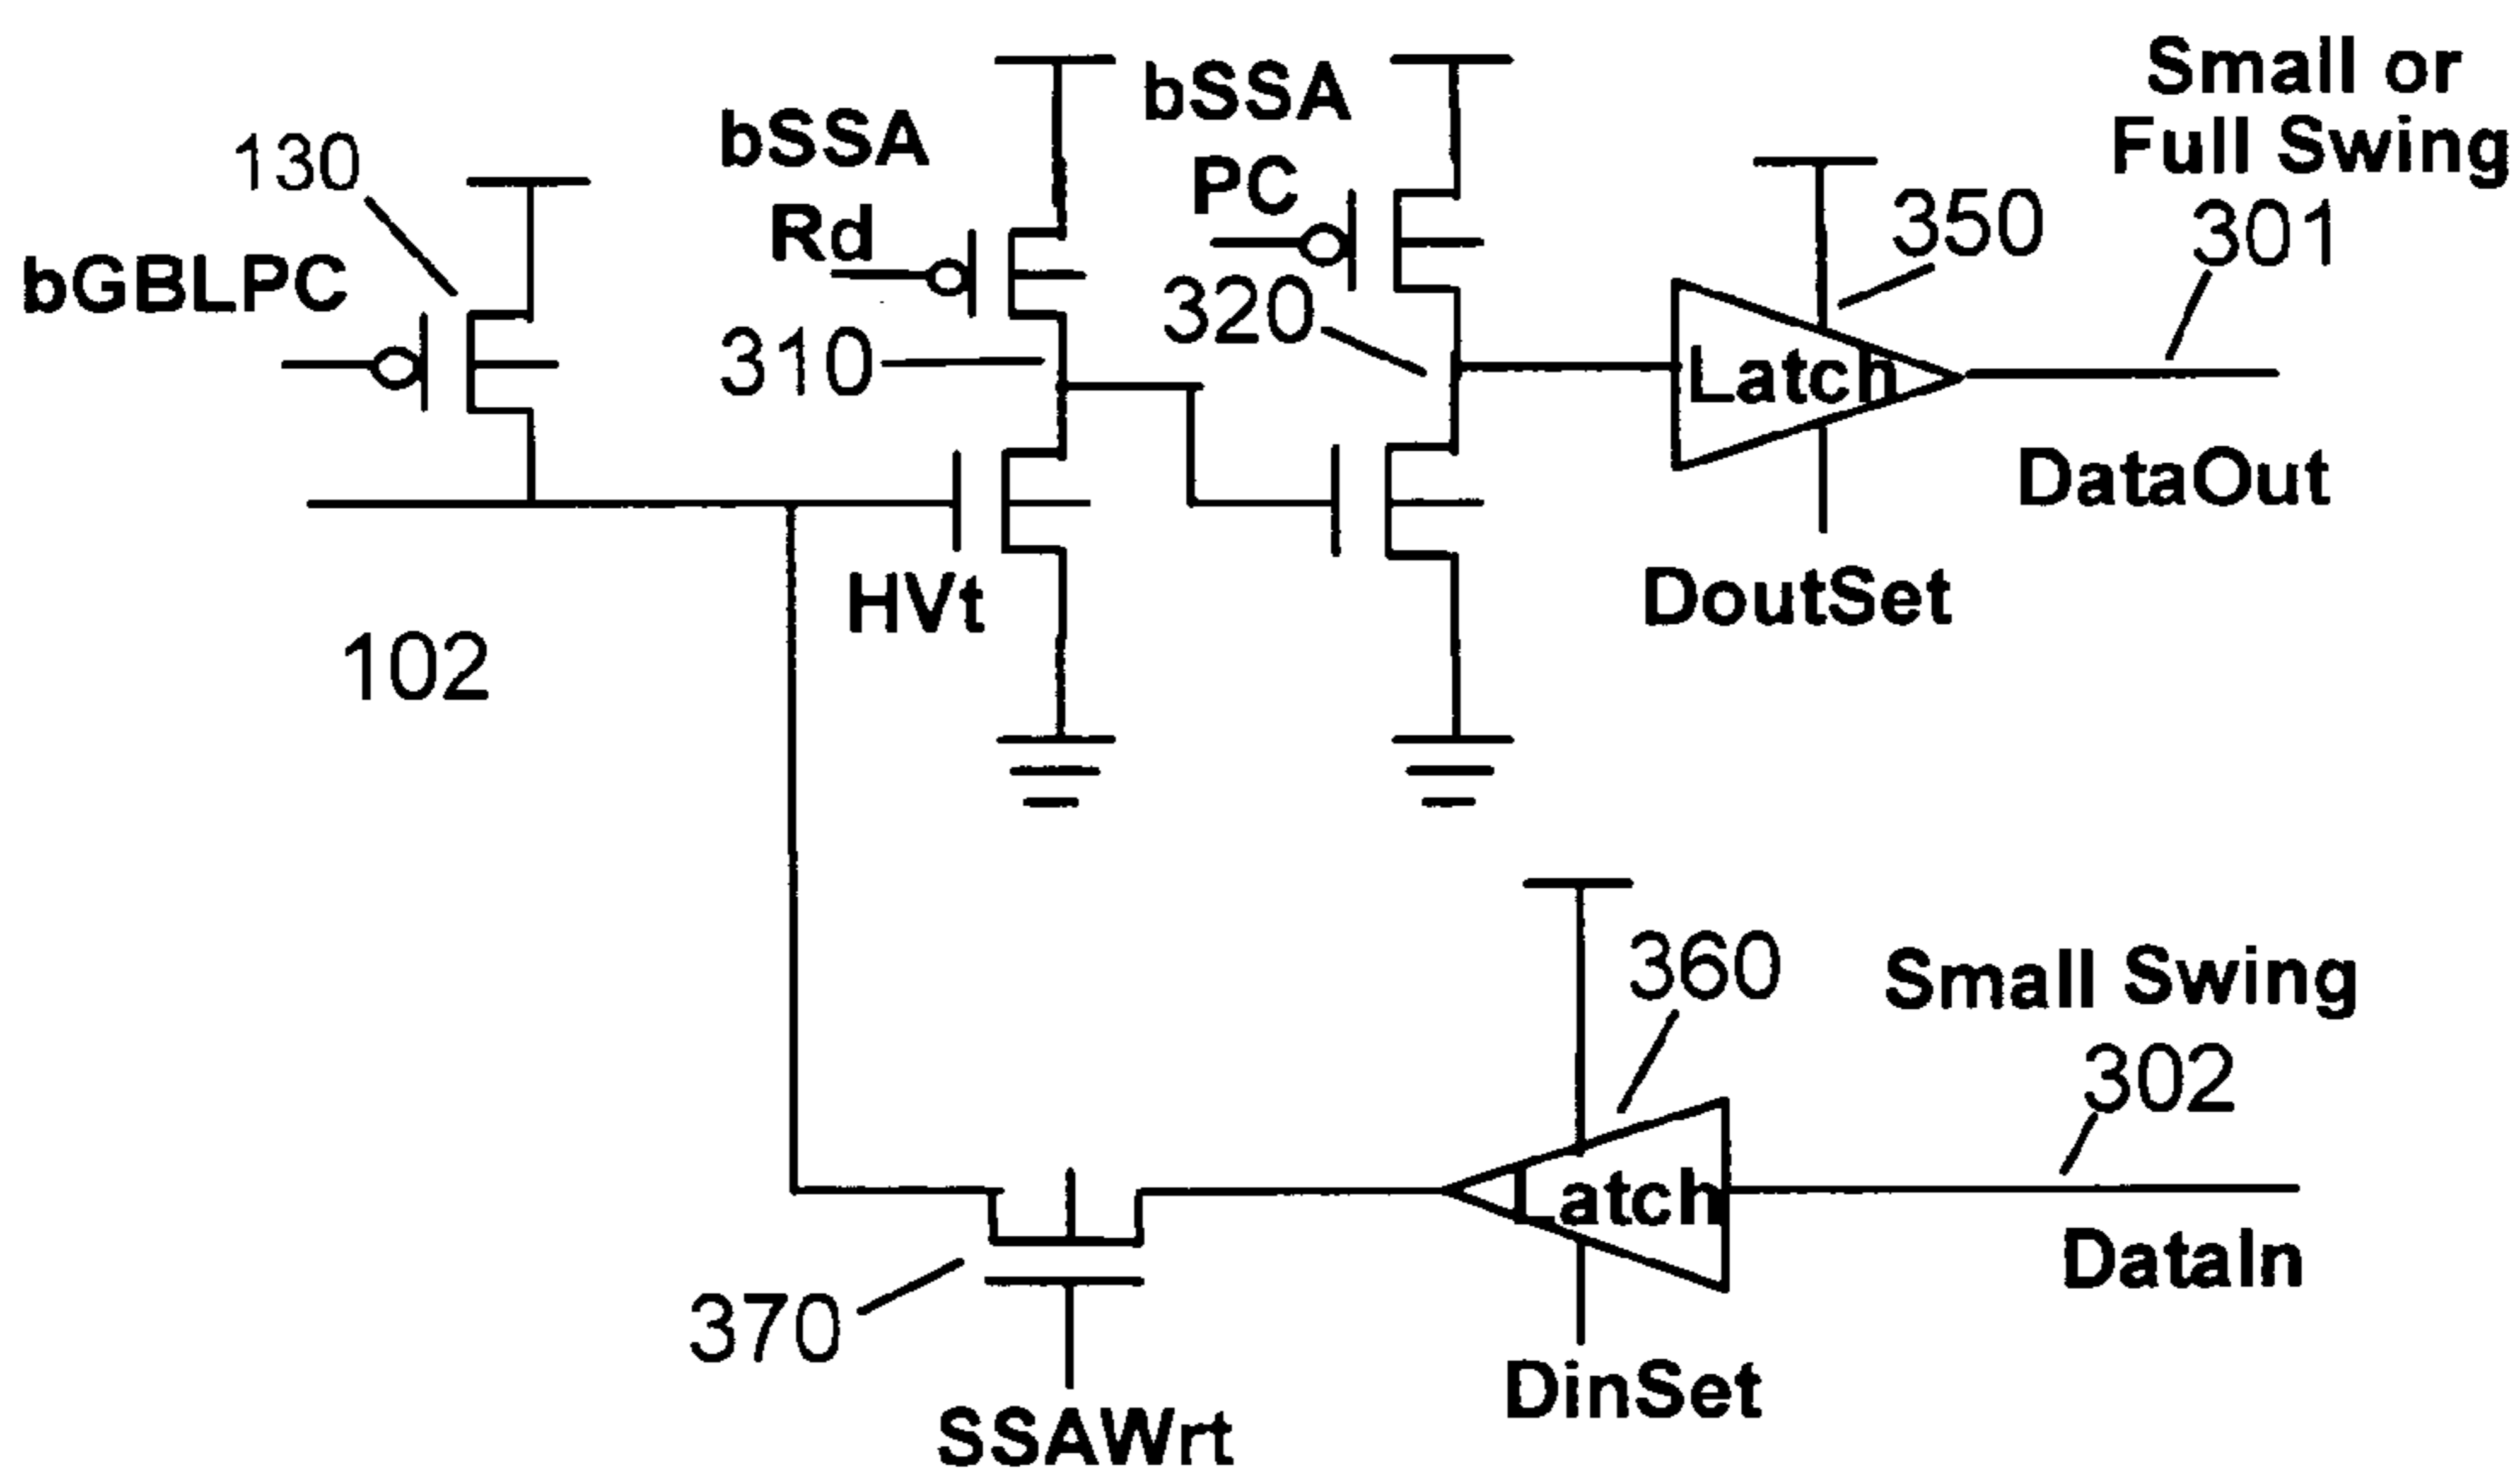 Small or
Full Swing
bSSA
bSSA
130
PC
350
301
Rd
bGBLPC
320
310
Latch
DataOut
HVt
DoutSet
102
360
Small Swing
302
Latch
DataIn
370
DinSet
SSAWrt